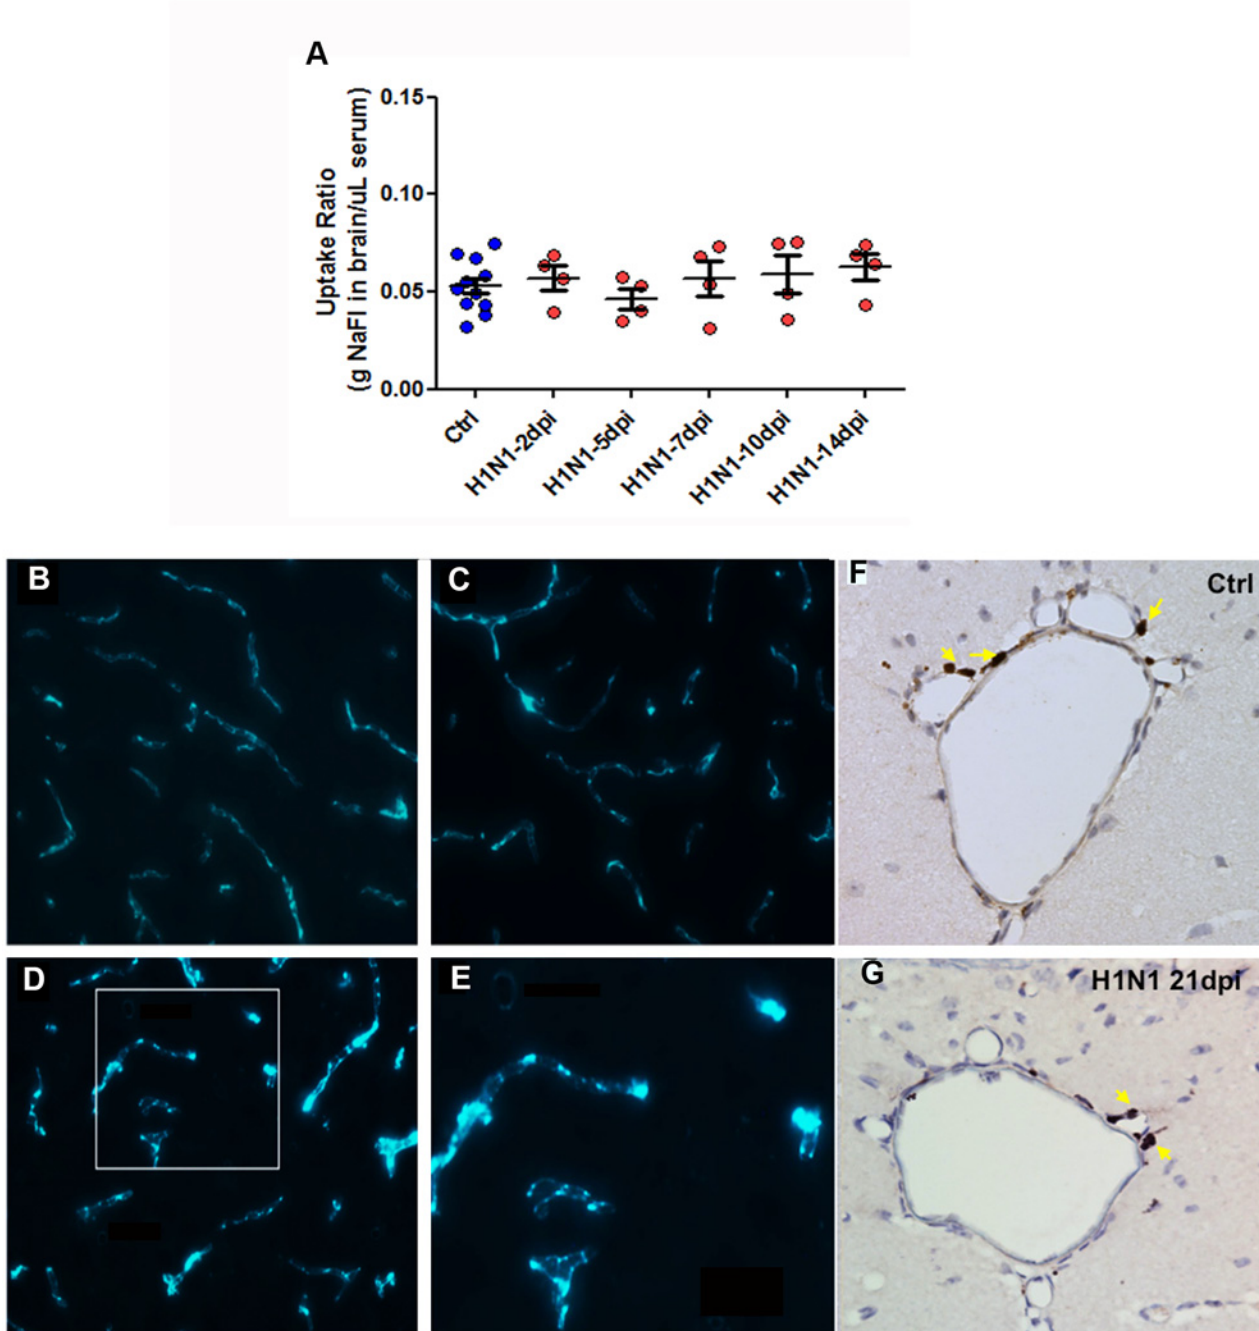 A
Uptake Ratio
(g NaFl in brain/uL serum)
0.15
0.10
0.05
0.00
Ctrl
H1N1-2dpi
H1N1-5dpi
H1N1-7dpi
H1N1-10dpi
H1N1-14dpi
B
C
F
Ctrl
D
E
G
H1N1 21dpi